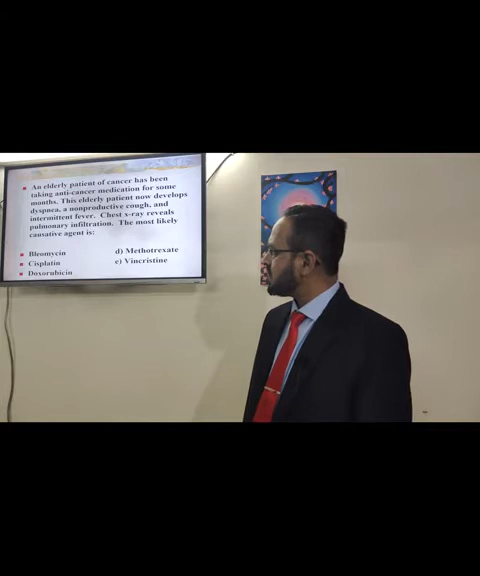 An elderly patient of cancer has been
taking anti-cancer medication for some
months. This elderly patient now develops
dyspnea, a nonproductive cough, and
intermittent fever. Chest x-ray reveals
pulmonary infiltration. The most likely
causative agent is:
Bleomycin
Cisplatin
Doxorubicin
d) Methotrexate
e) Vincristine